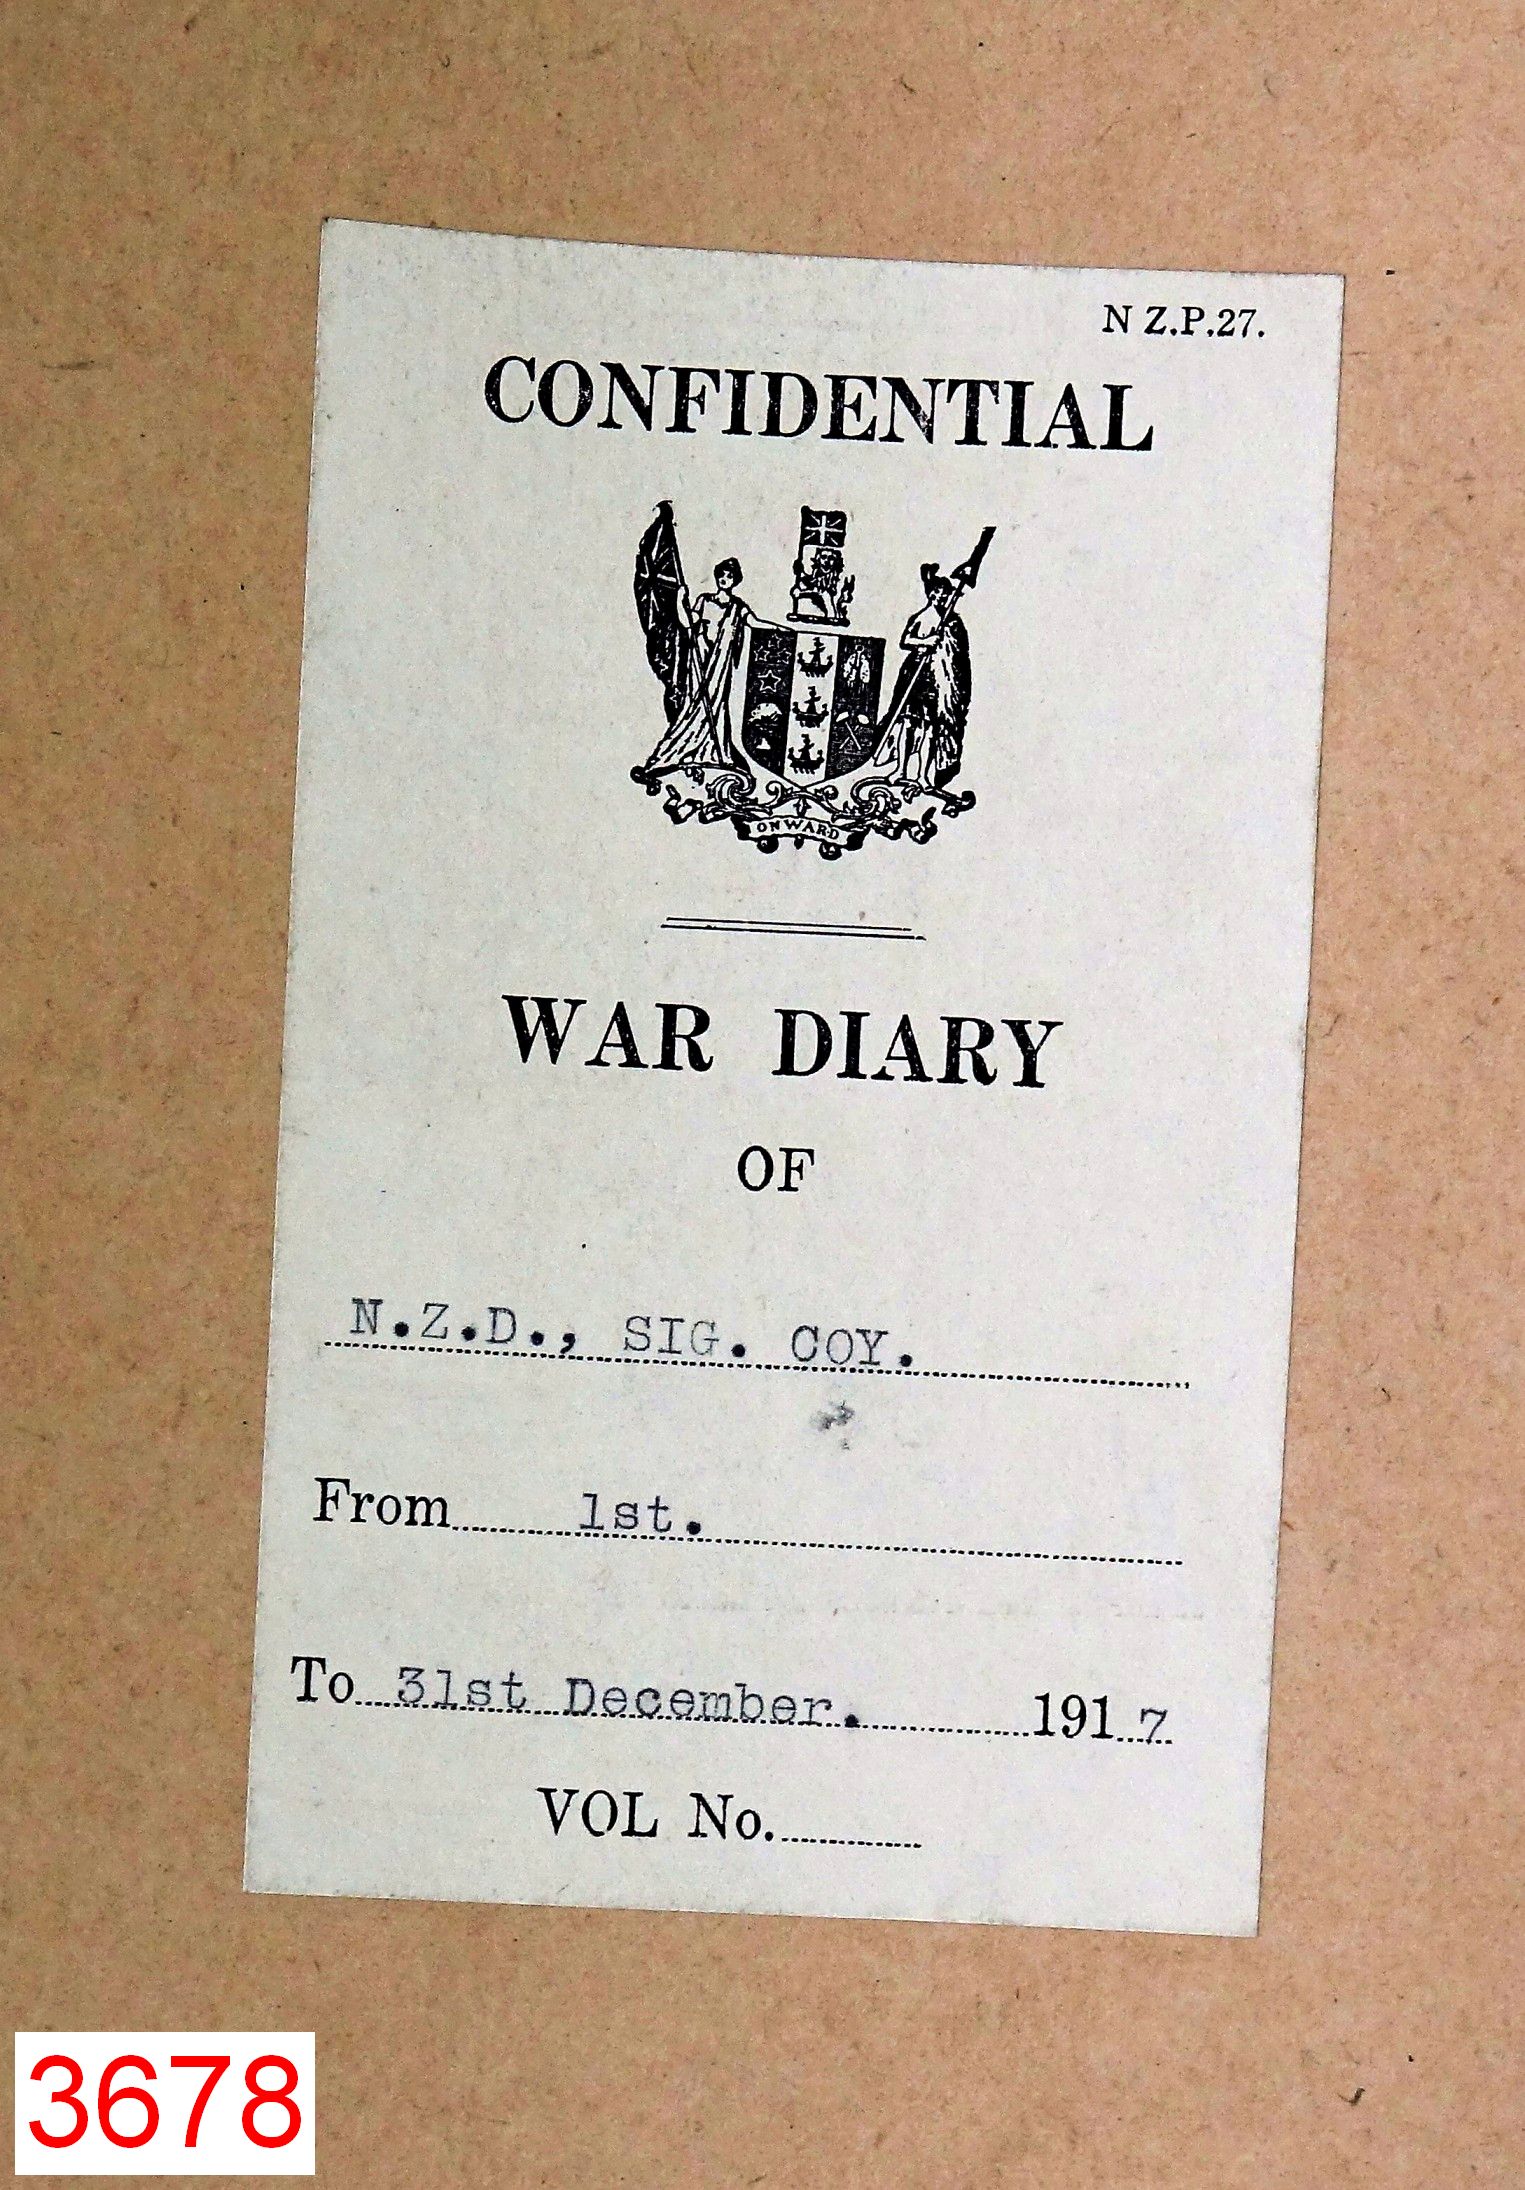 N Z.P.27.
CONFIDENTIAL
ONWARD
WAR DIARY
OF
N.Z.D., SIG. COY.
From 1st.
To 31st December. 1917
VOL No.
3678